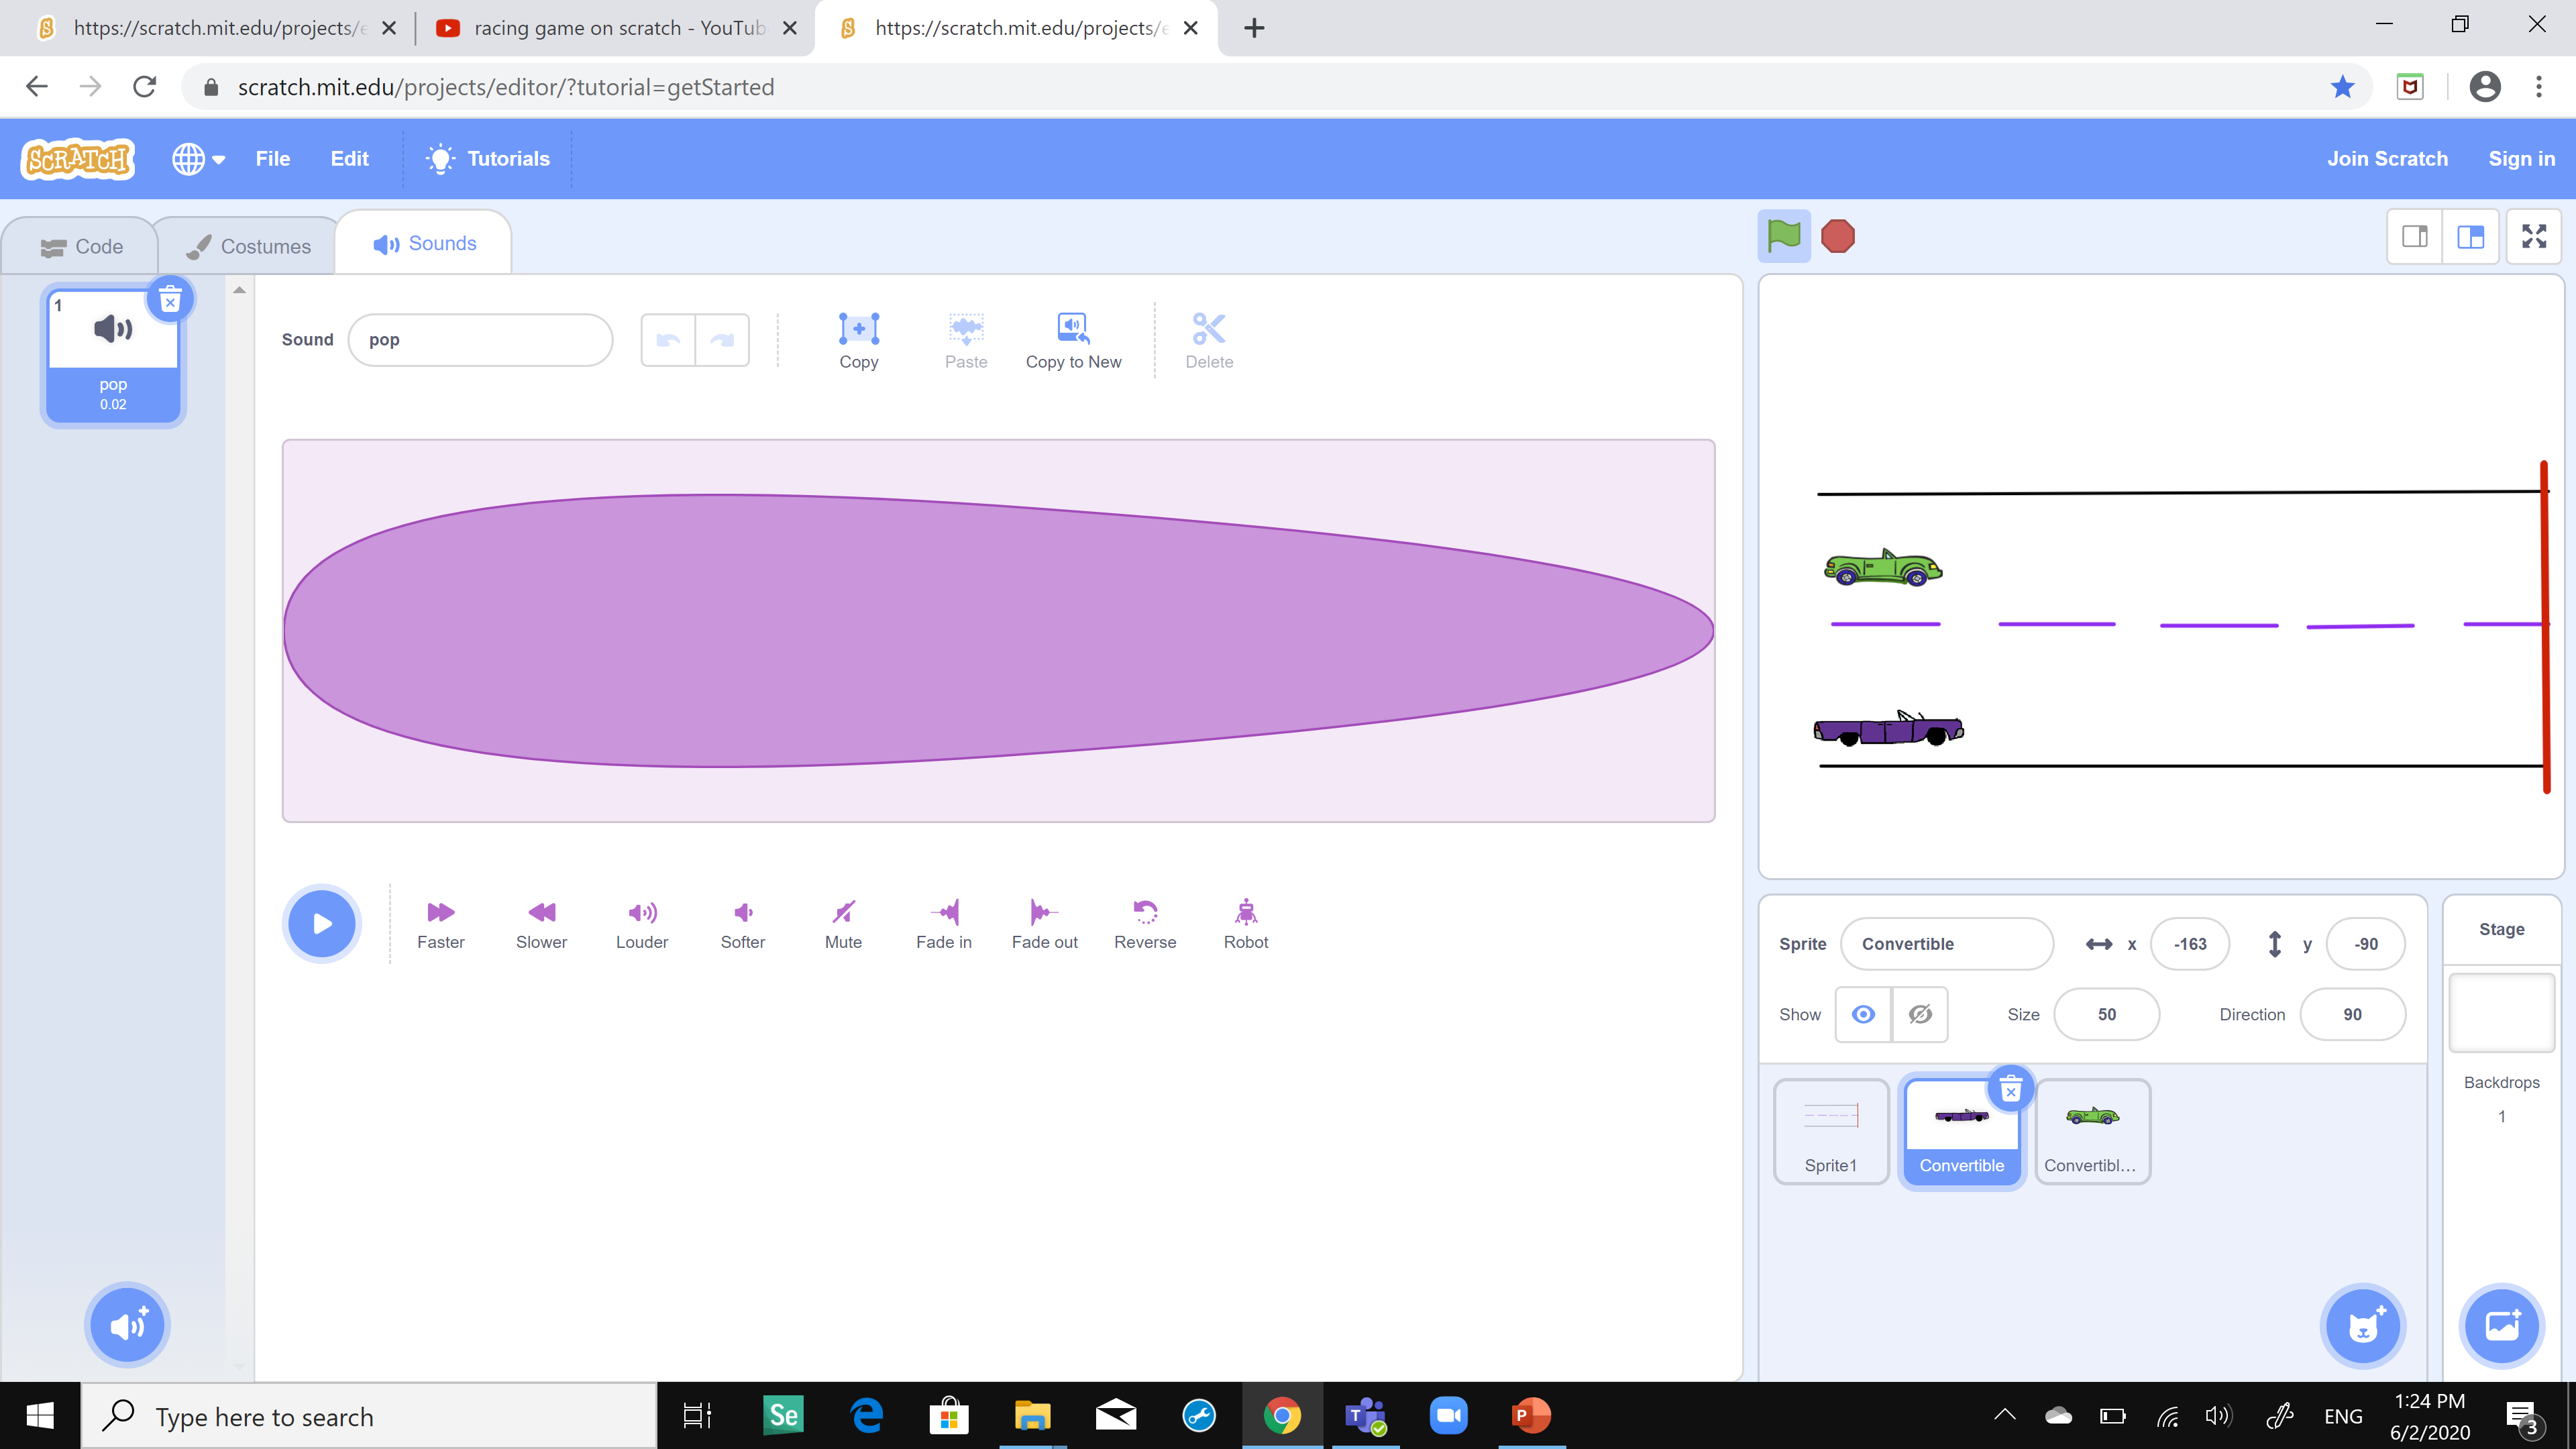 https://scratch.mit.edu/projects/e
racing game on scratch - YouTub
https://scratch.mit.edu/projects/e
scratch.mit.edu/projects/editor/?tutorial=getStarted
SCRATCH
File
Edit
Tutorials
Join Scratch
Sign in
Code
Costumes
Sounds
1
pop
0.02
Sound
pop
Copy
Paste
Copy to New
Delete
Faster
Slower
Louder
Softer
Mute
Fade in
Fade out
Reverse
Robot
Sprite
Convertible
x
-163
y
-90
Show
Size
50
Direction
90
Sprite1
Convertible
Convertibl...
Stage
Backdrops
1
Type here to search
Se
T
P
ENG
1:24 PM
6/2/2020
3